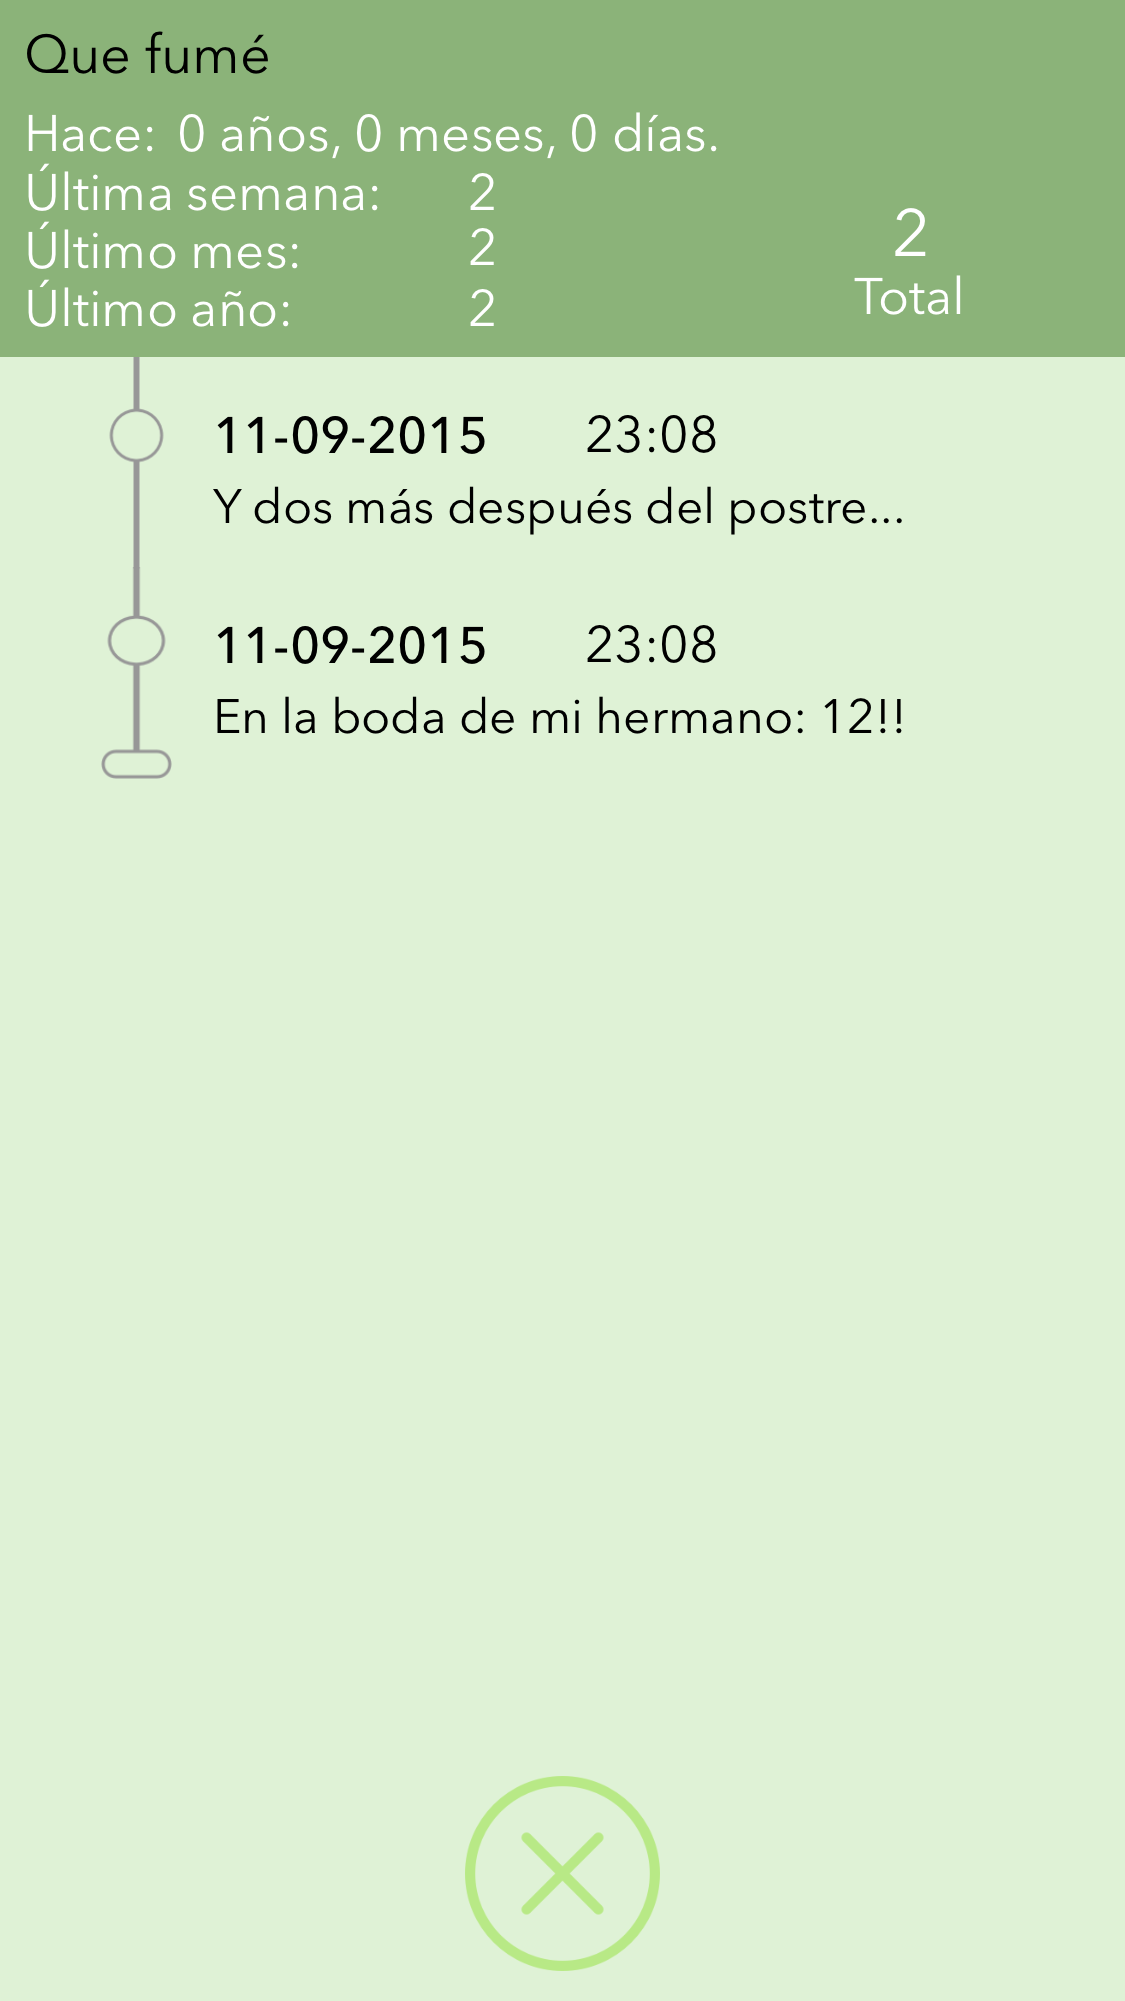 Que fumé
Hace: 0 años, 0 meses, 0 días.
Última semana: 2
Último mes: 2
Último año: 2
2
Total
11-09-2015 23:08
Y dos más después del postre...
11-09-2015 23:08
En la boda de mi hermano: 12!!